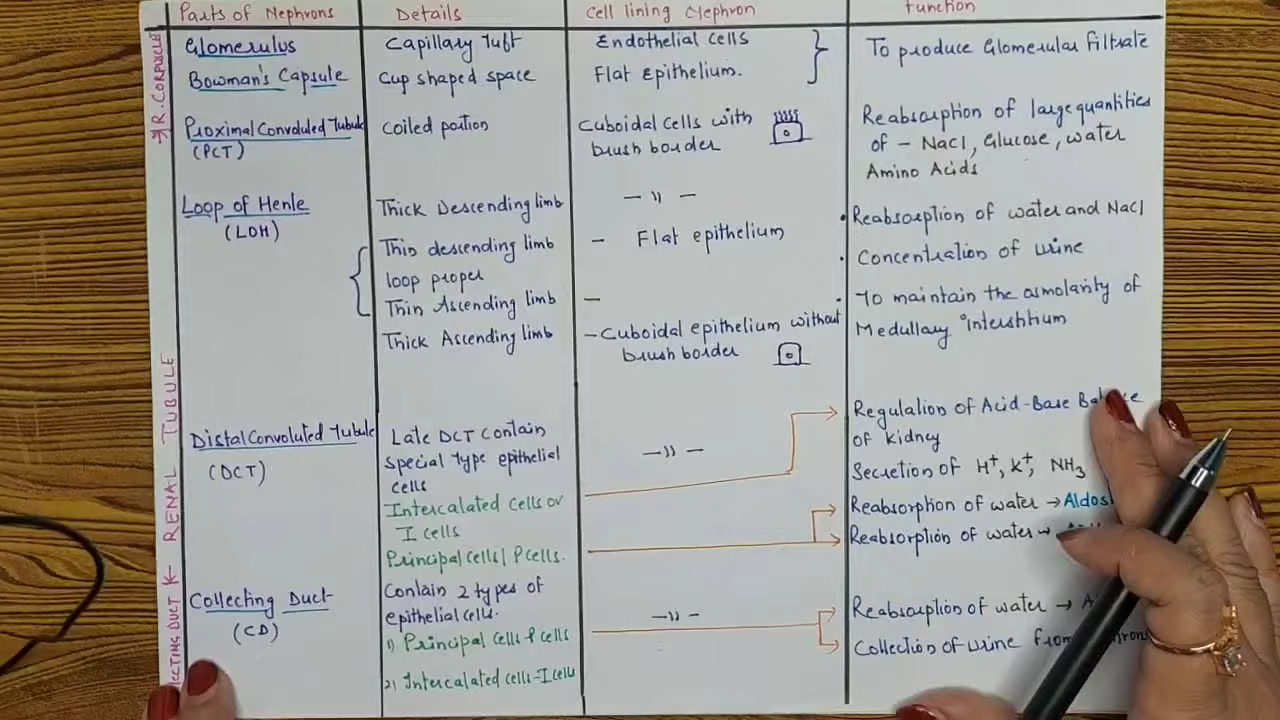 Parts of Nephrons
Details
Cell lining Nephron
Function
R. CORPUSCLE
Glomerulus
Capillary Tuft
Endothelial Cells
To produce Glomerular Filtrate
Bowman's Capsule
Cup shaped space
Flat Epithelium.
Proximal Convoluted Tubule
(PCT)
Coiled portion
Cuboidal Cells with
brush border
Reabsorption of large quantities
of - NaCl, Glucose, water
Amino Acids
RENAL TUBULE
Loop of Henle
(LOH)
Thick Descending limb
— 〃 —
Reabsorption of water and NaCl
Thin descending limb
loop proper
Thin Ascending limb
- Flat epithelium
Concentration of urine
Thick Ascending limb
- Cuboidal epithelium without
brush border
To maintain the osmolarity of
Medullary interstitium
Distal Convoluted Tubule
(DCT)
Late DCT Contain
special type epithelial
cells
Intercalated Cells or
I cells
Principal cells/ P cells.
— 〃 —
Regulation of Acid-Base
of kidney
Secretion of H+, K+, NH3
Reabsorption of water →
Reabsorption of water →
Collecting Duct
(CD)
Contain 2 types of
epithelial cells.
1) Principal Cells P cells
2) Intercalated cells - I cells
— 〃 —
Reabsorption of water →
Collection of urine from
DUCT